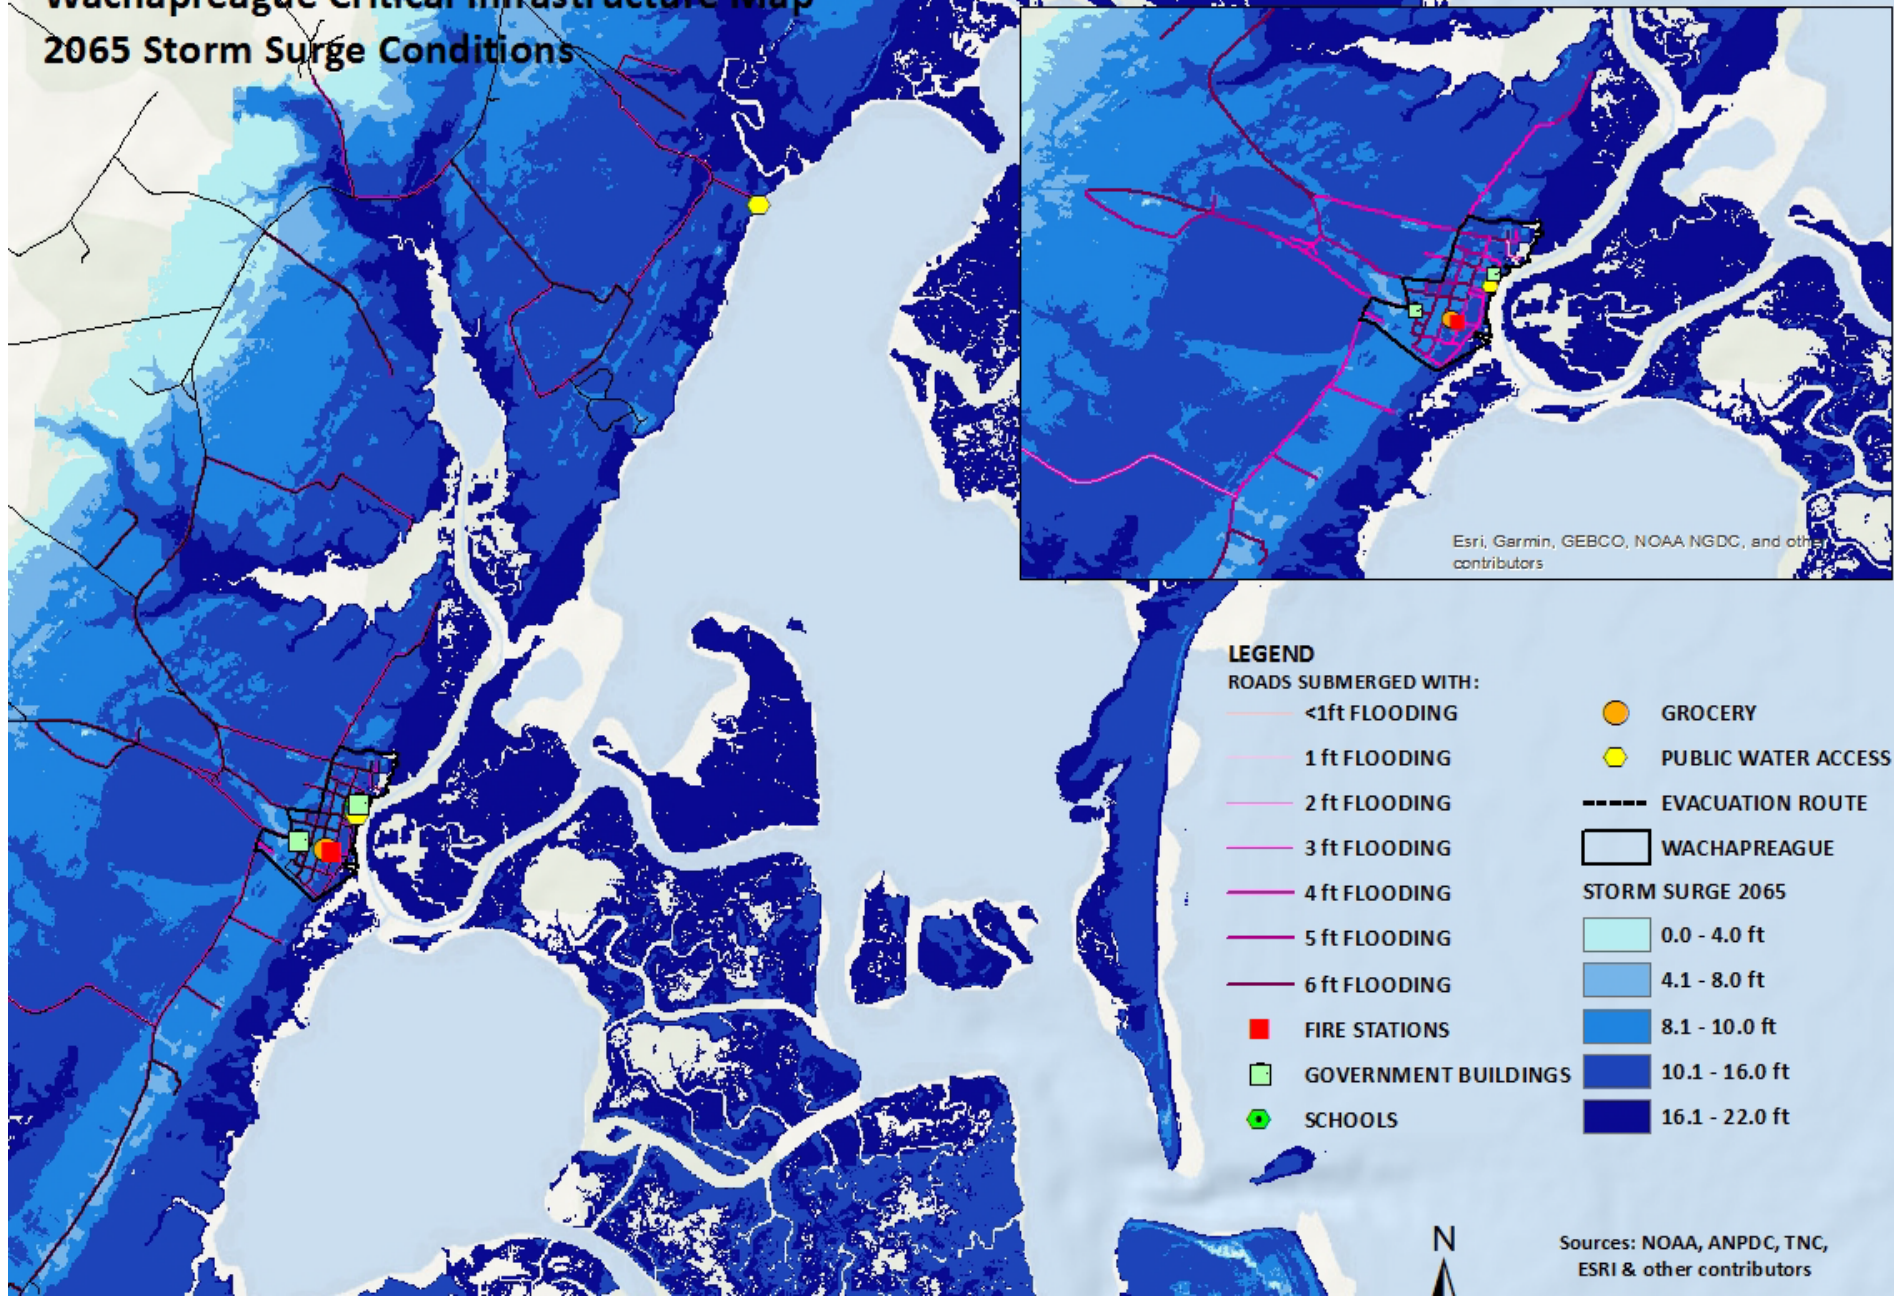 Wachapreague Critical Infrastructure Map
2065 Storm Surge Conditions
Esri, Garmin, GEBCO, NOAA NGDC, and other
contributors
LEGEND
ROADS SUBMERGED WITH:
<1ft FLOODING
1 ft FLOODING
2 ft FLOODING
3 ft FLOODING
4 ft FLOODING
5 ft FLOODING
6 ft FLOODING
FIRE STATIONS
GOVERNMENT BUILDINGS
SCHOOLS
GROCERY
PUBLIC WATER ACCESS
EVACUATION ROUTE
WACHAPREAGUE
STORM SURGE 2065
0.0 - 4.0 ft
4.1 - 8.0 ft
8.1 - 10.0 ft
10.1 - 16.0 ft
16.1 - 22.0 ft
N
Sources: NOAA, ANPDC, TNC,
ESRI & other contributors